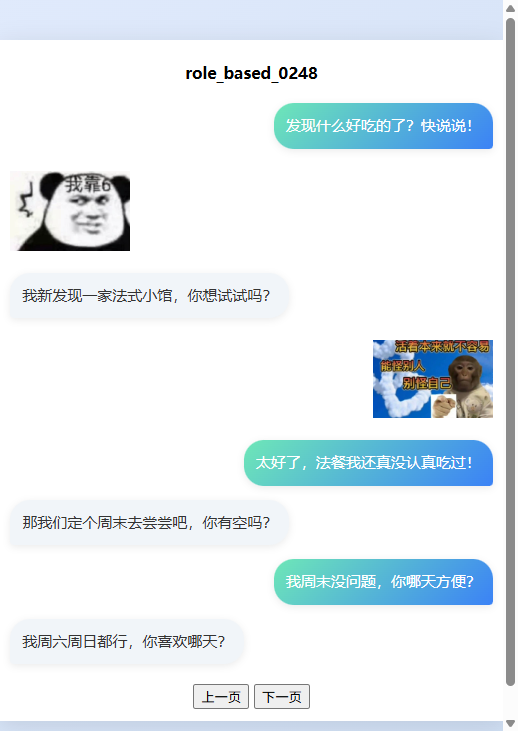 role_based_0248
发现什么好吃的了？快说说！
我靠6
我新发现一家法式小馆，你想试试吗？
活着本来就不容易
能怪别人
别怪自己
太好了，法餐我还真没认真吃过！
那我们定个周末去尝尝吧，你有空吗？
我周末没问题，你哪天方便？
我周六周日都行，你喜欢哪天？
上一页 下一页